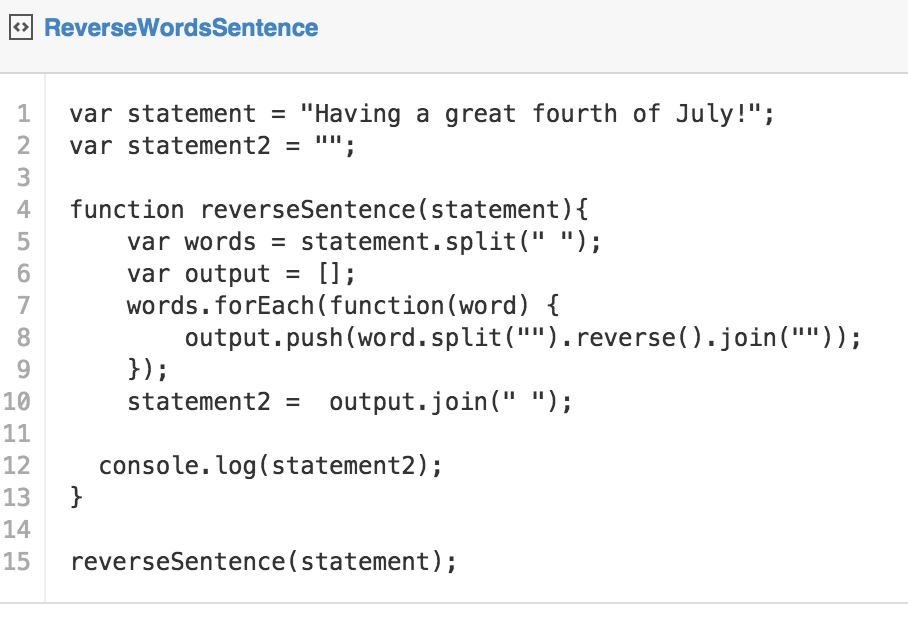 ReverseWordsSentence
1 var statement = "Having a great fourth of July!";
2 var statement2 = "";
3
4 function reverseSentence(statement){
5     var words = statement.split(" ");
6     var output = [];
7     words.forEach(function(word) {
8         output.push(word.split("").reverse().join(""));
9     });
10     statement2 =  output.join(" ");
11
12   console.log(statement2);
13 }
14
15 reverseSentence(statement);